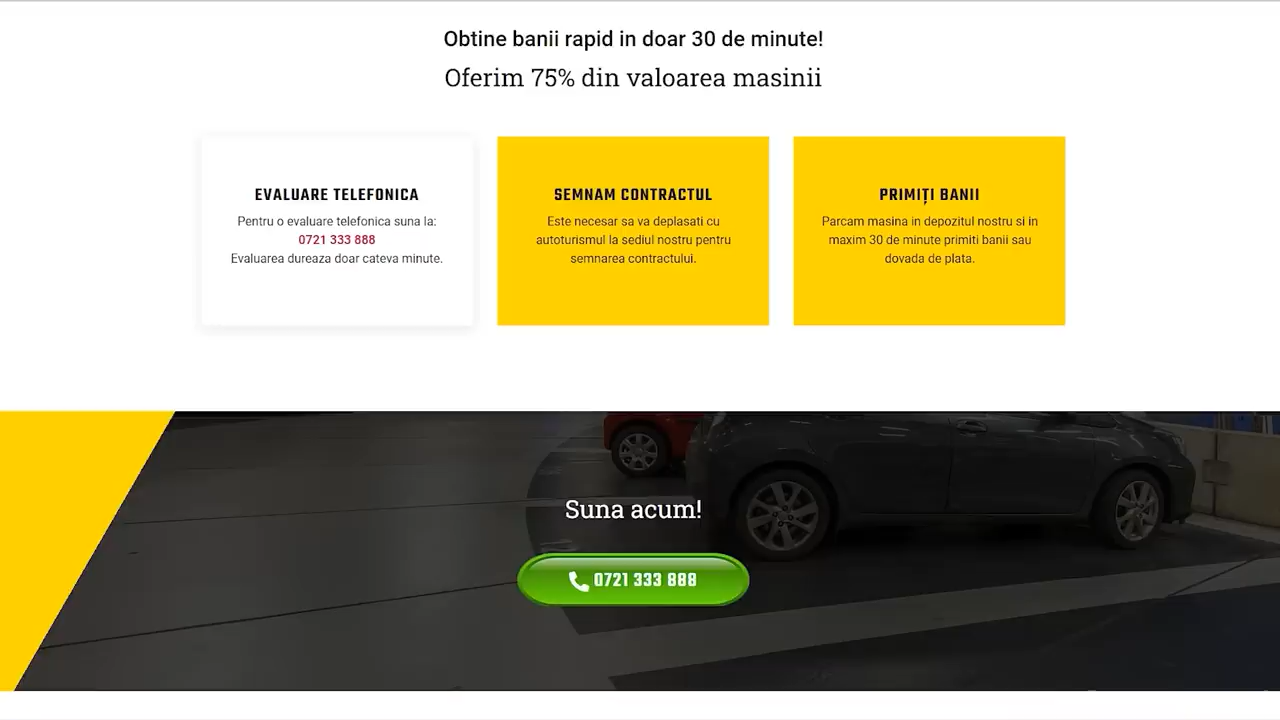 Obtine banii rapid in doar 30 de minute!
Oferim 75% din valoarea masinii
EVALUARE TELEFONICA
Pentru o evaluare telefonica suna la:
0721 333 888
Evaluarea dureaza doar cateva minute.
SEMNAM CONTRACTUL
Este necesar sa va deplasati cu
autoturismul la sediul nostru pentru
semnarea contractului.
PRIMIȚI BANII
Parcam masina in depozitul nostru si in
maxim 30 de minute primiti banii sau
dovada de plata.
Suna acum!
0721 333 888